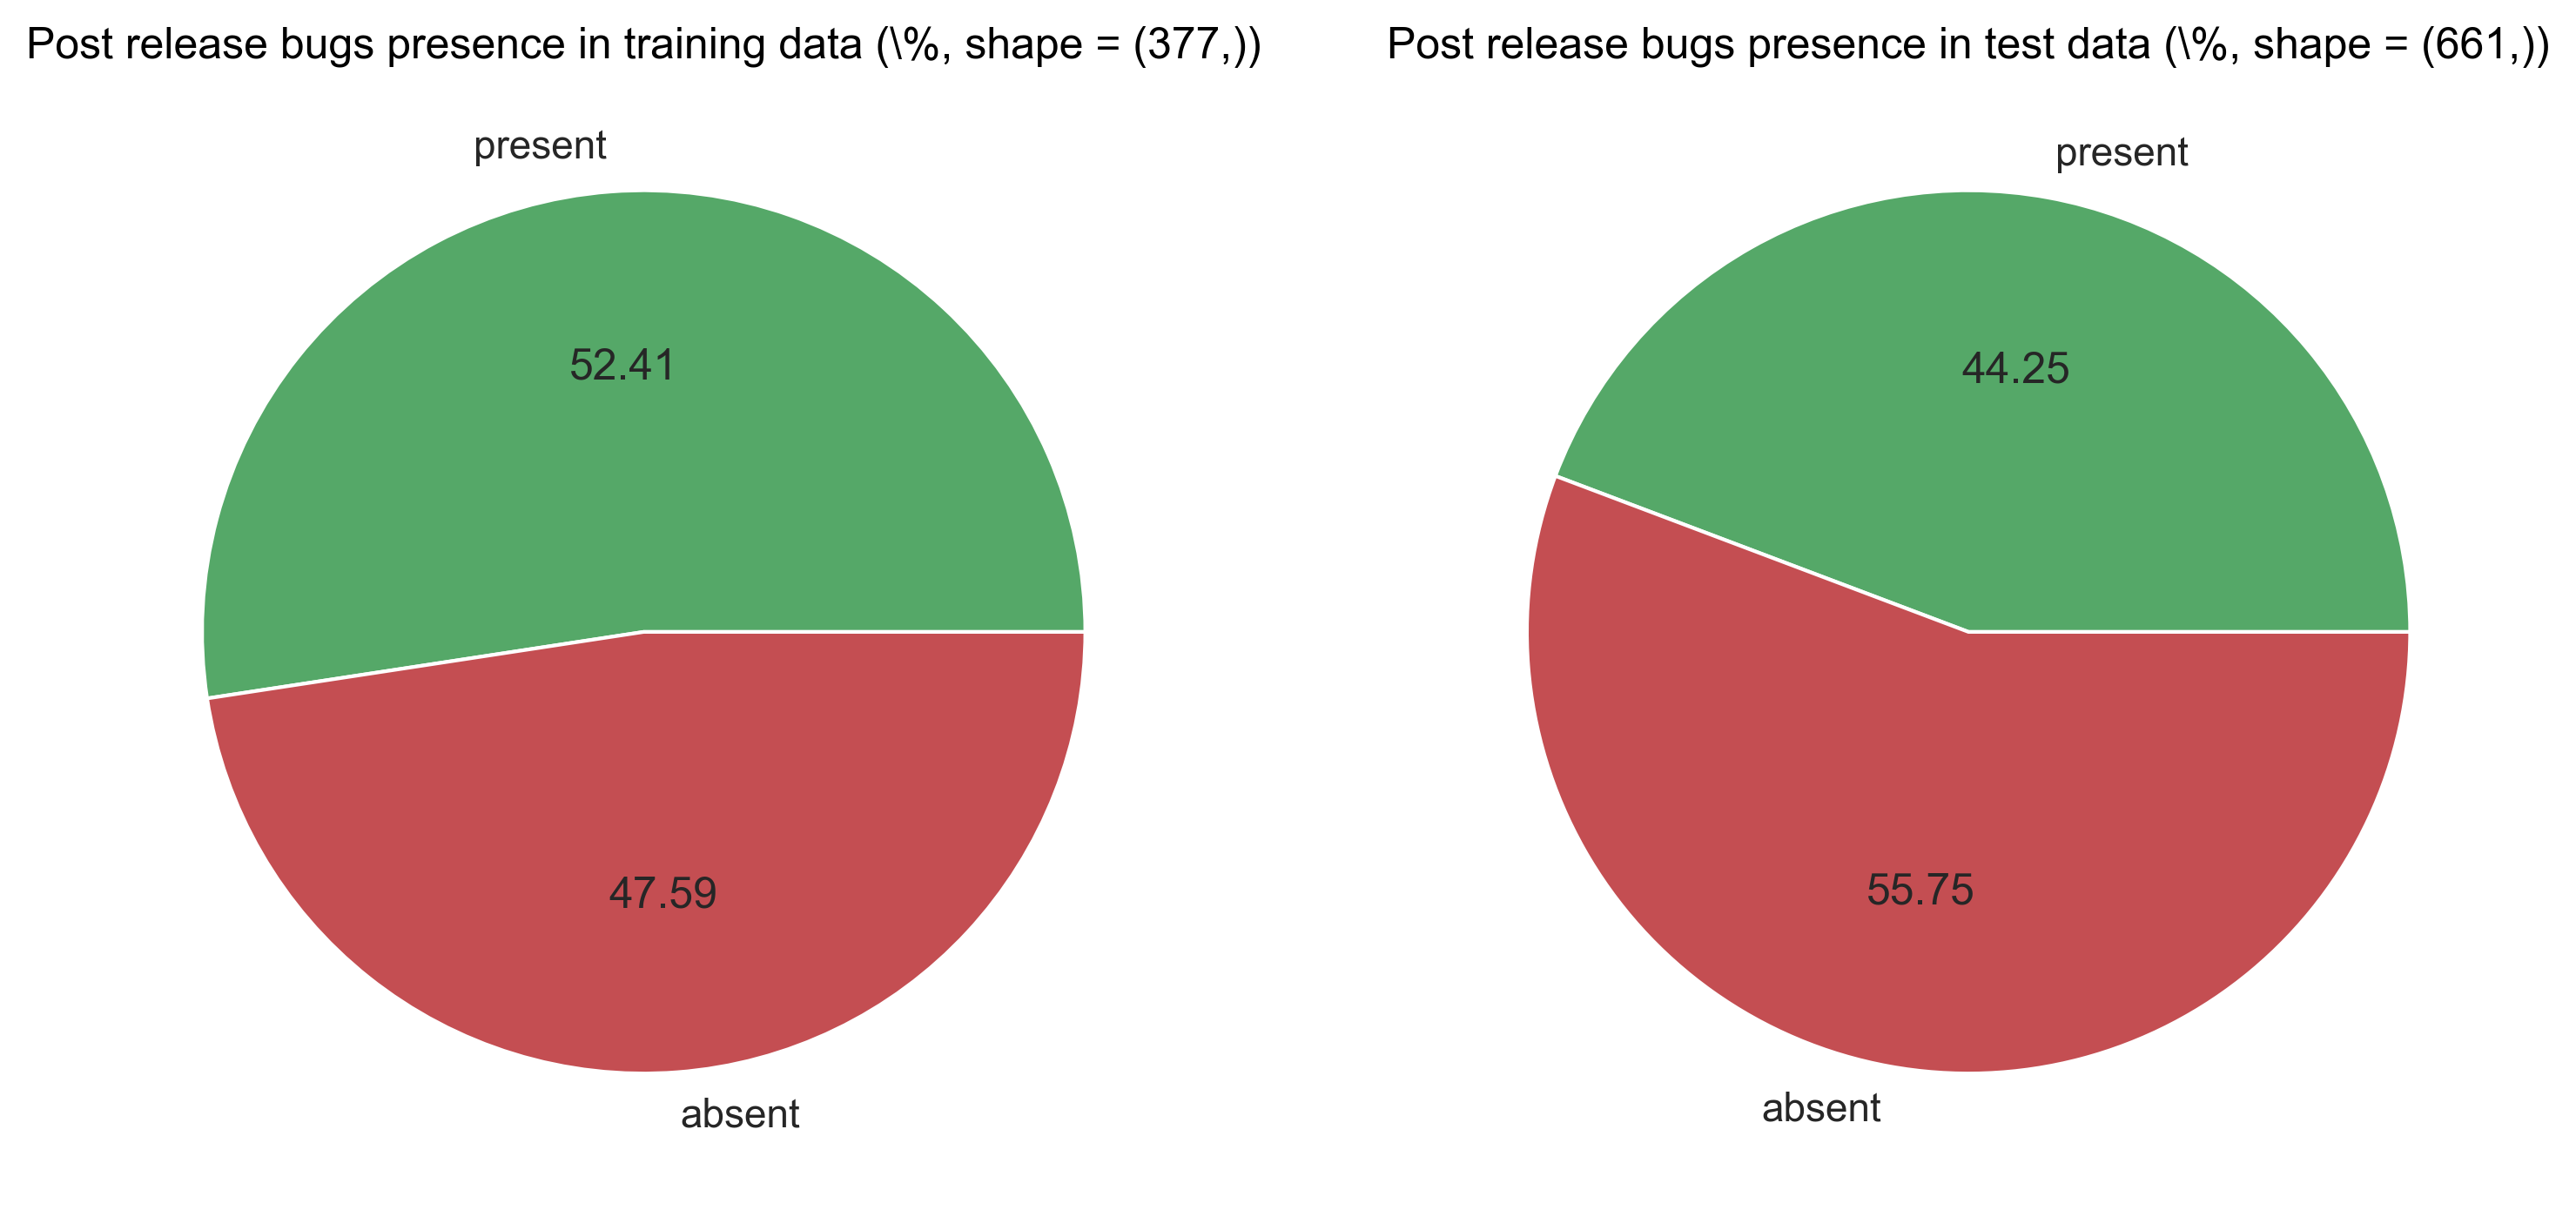 Post release bugs presence in training data (\%, shape = (377,))
present
52.41
47.59
absent
Post release bugs presence in test data (\%, shape = (661,))
present
44.25
55.75
absent